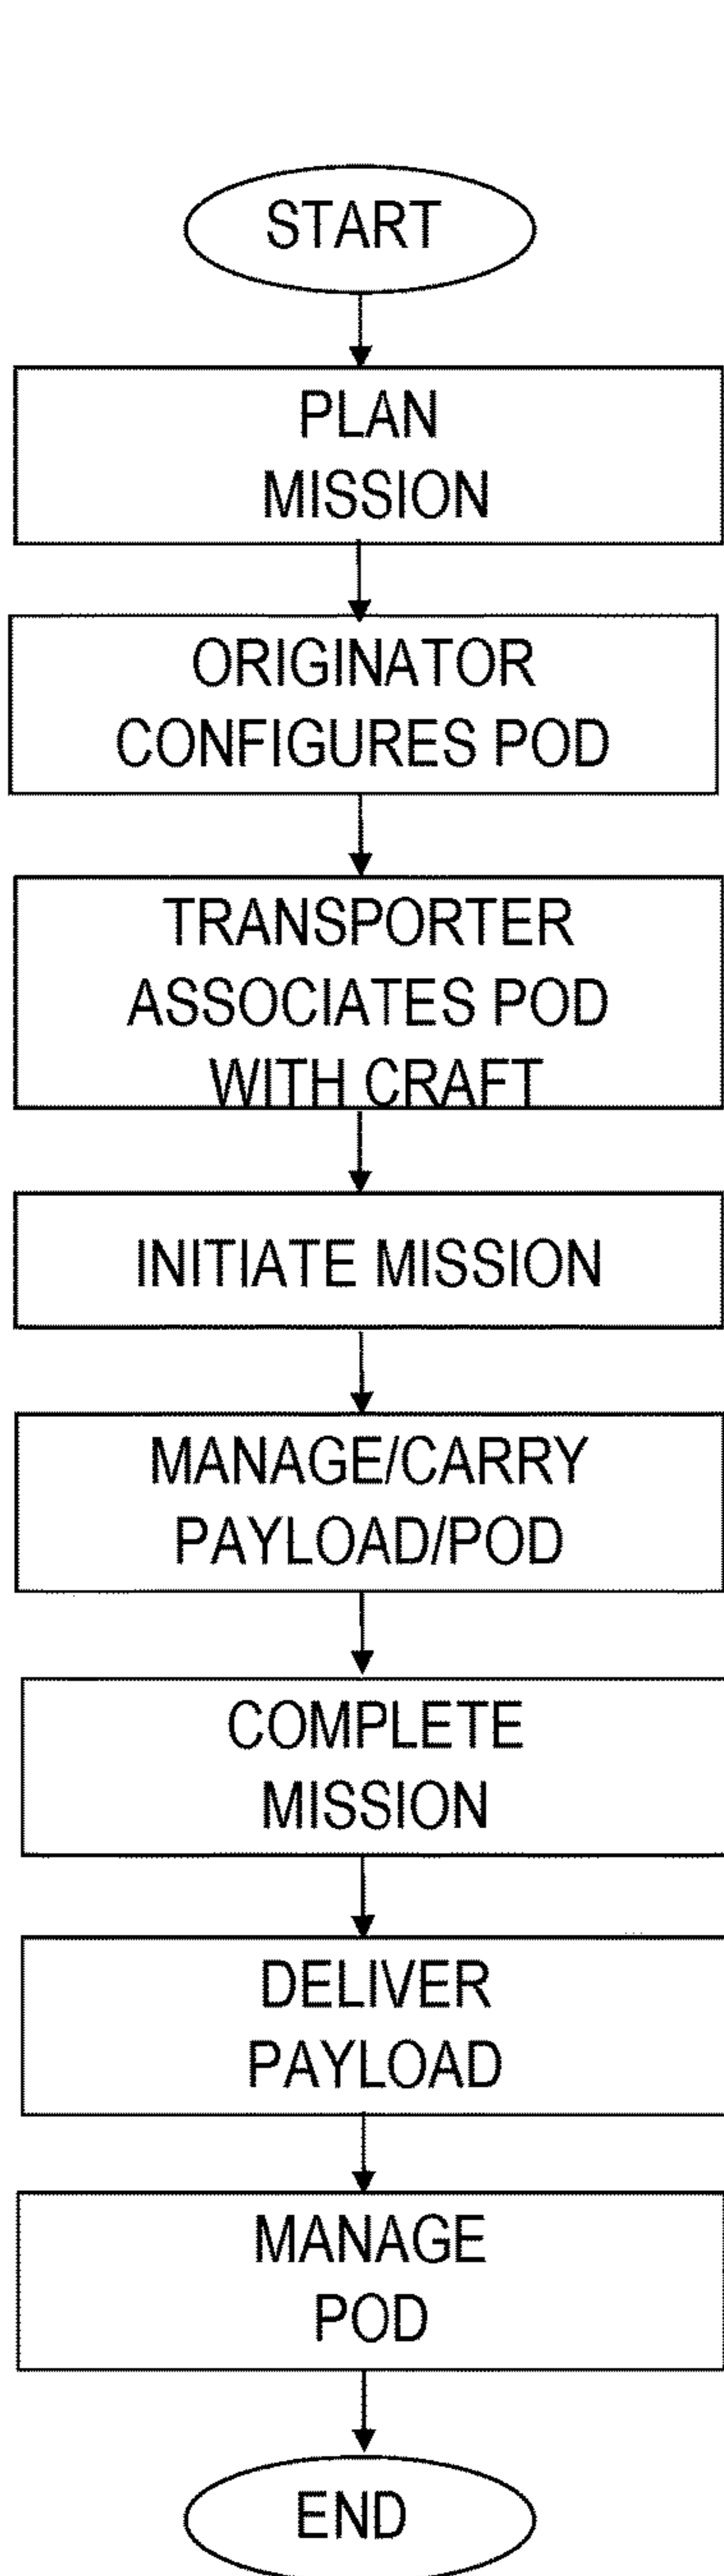 START
PLAN
MISSION
ORIGINATOR
CONFIGURES POD
TRANSPORTER
ASSOCIATES POD
WITH CRAFT
INITIATE MISSION
MANAGE/CARRY
PAYLOAD/POD
COMPLETE
MISSION
DELIVER
PAYLOAD
MANAGE
POD
END